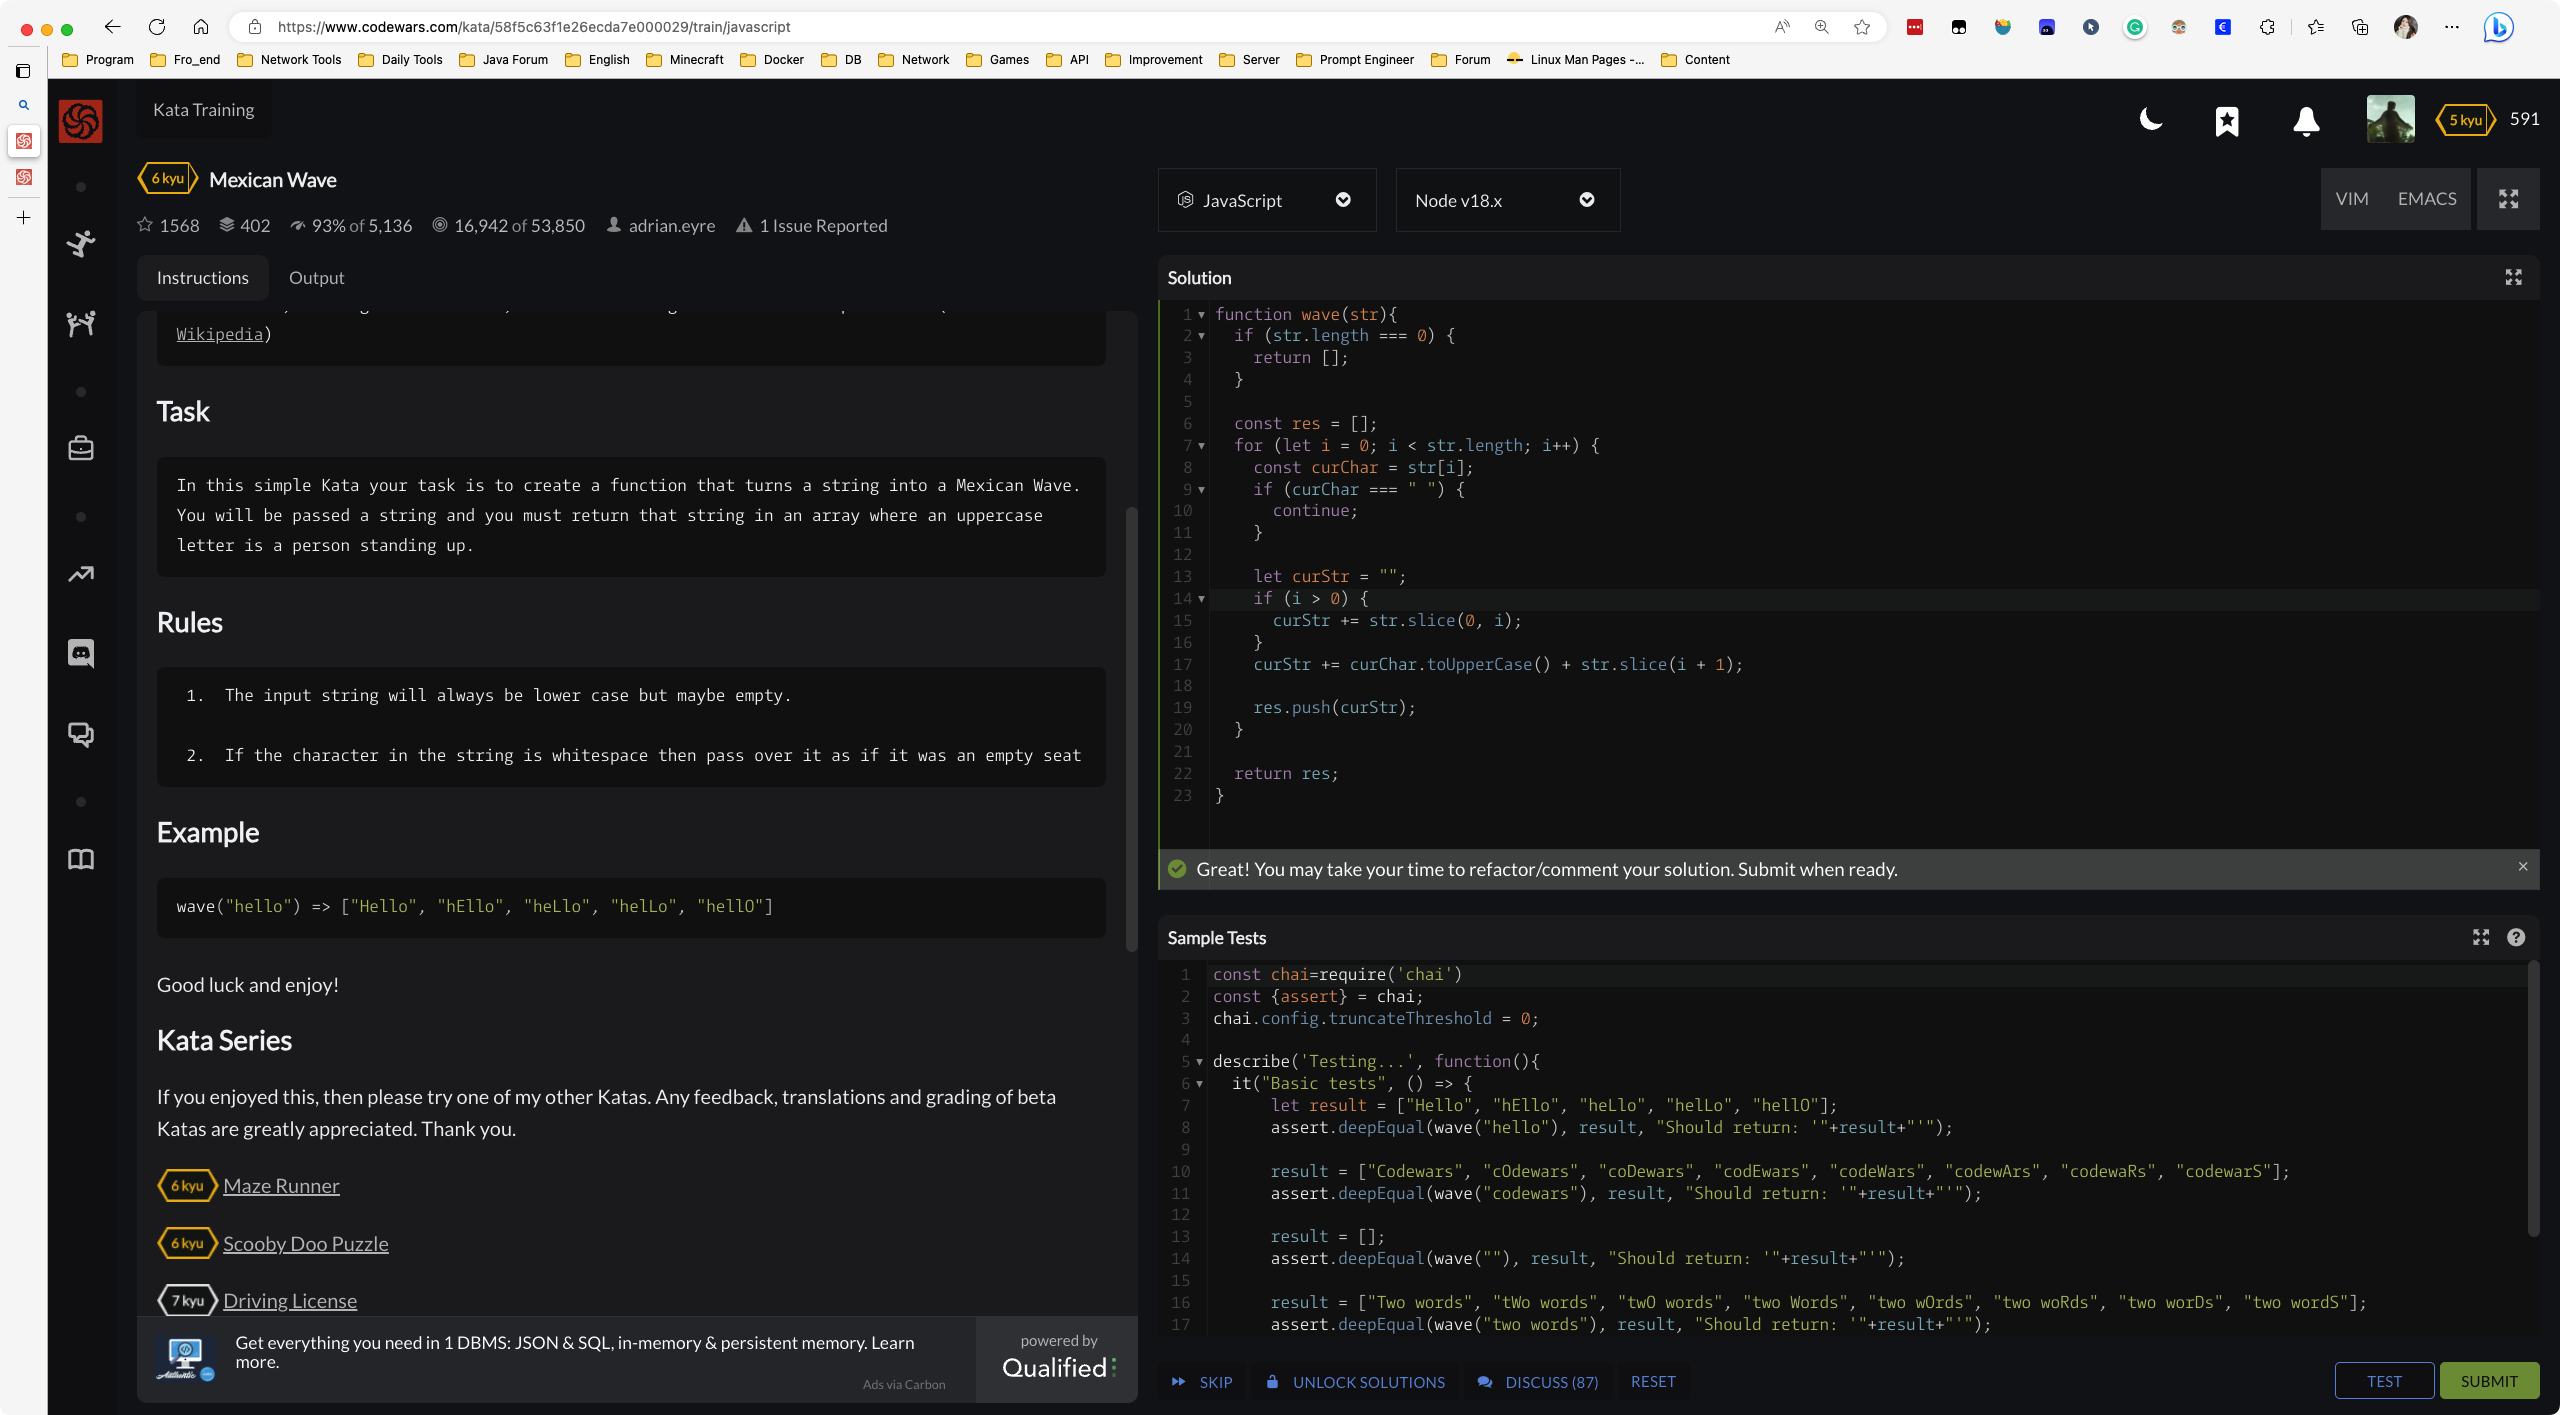 https://www.codewars.com/kata/58f5c63f1e26ecda7e000029/train/javascript
Program Fro_end Network Tools Daily Tools Java Forum English Minecraft Docker DB Network Games API Improvement Server Prompt Engineer Forum Linux Man Pages -... Content
Kata Training
5 kyu 591
6 kyu Mexican Wave
1568 402 93% of 5,136 16,942 of 53,850 adrian.eyre 1 Issue Reported
Instructions Output
Wikipedia)
Task
In this simple Kata your task is to create a function that turns a string into a Mexican Wave.
You will be passed a string and you must return that string in an array where an uppercase
letter is a person standing up.
Rules
1. The input string will always be lower case but maybe empty.
2. If the character in the string is whitespace then pass over it as if it was an empty seat
Example
wave("hello") => ["Hello", "hEllo", "heLlo", "helLo", "hellO"]
Good luck and enjoy!
Kata Series
If you enjoyed this, then please try one of my other Katas. Any feedback, translations and grading of beta
Katas are greatly appreciated. Thank you.
6 kyu Maze Runner
6 kyu Scooby Doo Puzzle
7 kyu Driving License
Get everything you need in 1 DBMS: JSON & SQL, in-memory & persistent memory. Learn
more.
Ads via Carbon
powered by
Qualified
JavaScript
Node v18.x
VIM EMACS
Solution
1 function wave(str){
2 if (str.length === 0) {
3 return [];
4 }
5
6 const res = [];
7 for (let i = 0; i < str.length; i++) {
8 const curChar = str[i];
9 if (curChar === " ") {
10 continue;
11 }
12
13 let curStr = "";
14 if (i > 0) {
15 curStr += str.slice(0, i);
16 }
17 curStr += curChar.toUpperCase() + str.slice(i + 1);
18
19 res.push(curStr);
20 }
21
22 return res;
23 }
Great! You may take your time to refactor/comment your solution. Submit when ready.
Sample Tests
1 const chai=require('chai')
2 const {assert} = chai;
3 chai.config.truncateThreshold = 0;
4
5 describe('Testing...', function(){
6 it("Basic tests", () => {
7 let result = ["Hello", "hEllo", "heLlo", "helLo", "hellO"];
8 assert.deepEqual(wave("hello"), result, "Should return: '"+result+"'");
9
10 result = ["Codewars", "cOdewars", "coDewars", "codEwars", "codeWars", "codewArs", "codewaRs", "codewarS"];
11 assert.deepEqual(wave("codewars"), result, "Should return: '"+result+"'");
12
13 result = [];
14 assert.deepEqual(wave(""), result, "Should return: '"+result+"'");
15
16 result = ["Two words", "tWo words", "twO words", "two Words", "two wOrds", "two woRds", "two worDs", "two wordS"];
17 assert.deepEqual(wave("two words"), result, "Should return: '"+result+"'");
SKIP UNLOCK SOLUTIONS DISCUSS (87) RESET TEST SUBMIT